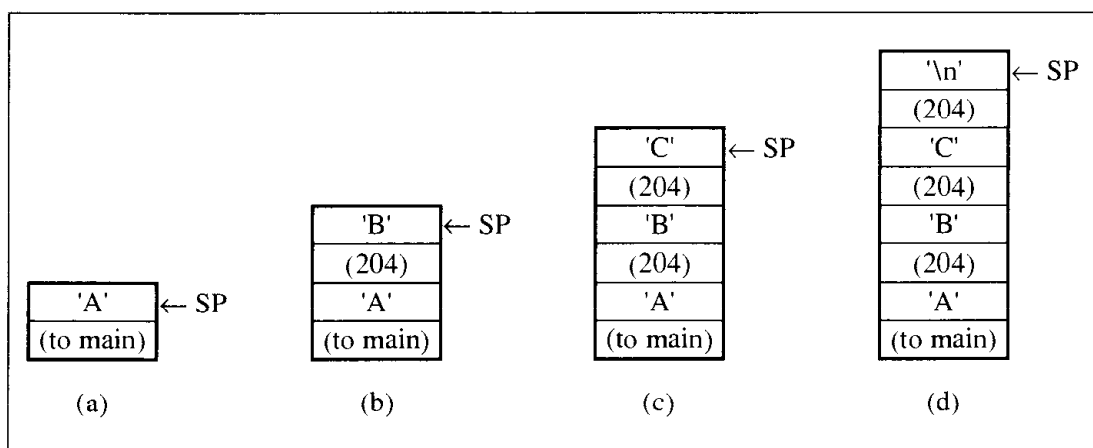 'A'
(to main)
← SP
(a)
'B'
(204)
'A'
(to main)
← SP
(b)
'C'
(204)
'B'
(204)
'A'
(to main)
← SP
(c)
'\n'
(204)
'C'
(204)
'B'
(204)
'A'
(to main)
← SP
(d)